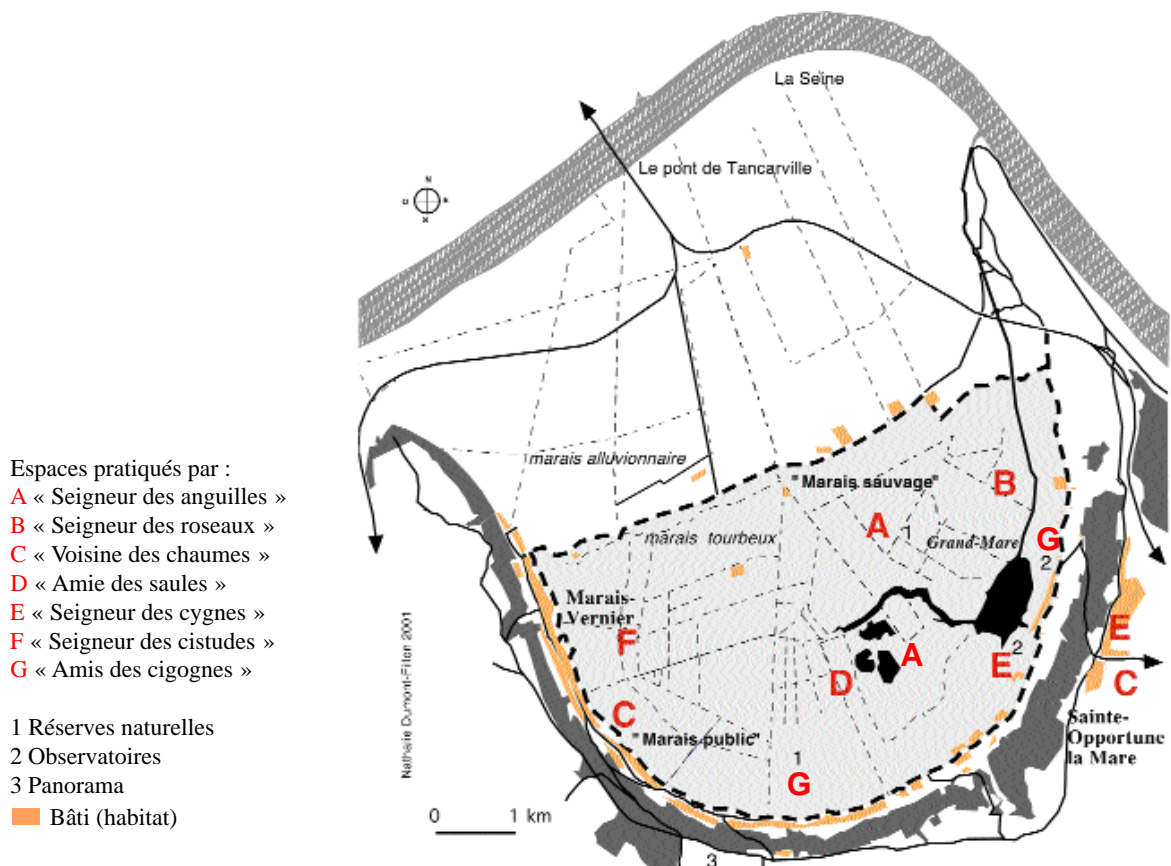 La Seine
Le pont de Tancarville
N
O
E
Espaces pratiqués par :
A « Seigneur des anguilles »
B « Seigneur des roseaux »
C « Voisine des chaumes »
D « Amie des saules »
E « Seigneur des cygnes »
F « Seigneur des cistudes »
G « Amis des cigognes »
1 Réserves naturelles
2 Observatoires
3 Panorama
Bâti (habitat)
Nathalie Dumont-Fillon 2001
marais alluvionnaire
"Marais sauvage"
B
A
1
marais tourbeux
Grand-Mare
G
2
Marais-
Vernier
F
E
2
A
E
D
C
C
"Marais public"
Sainte-
Opportune
la Mare
1
G
0 1 km
3